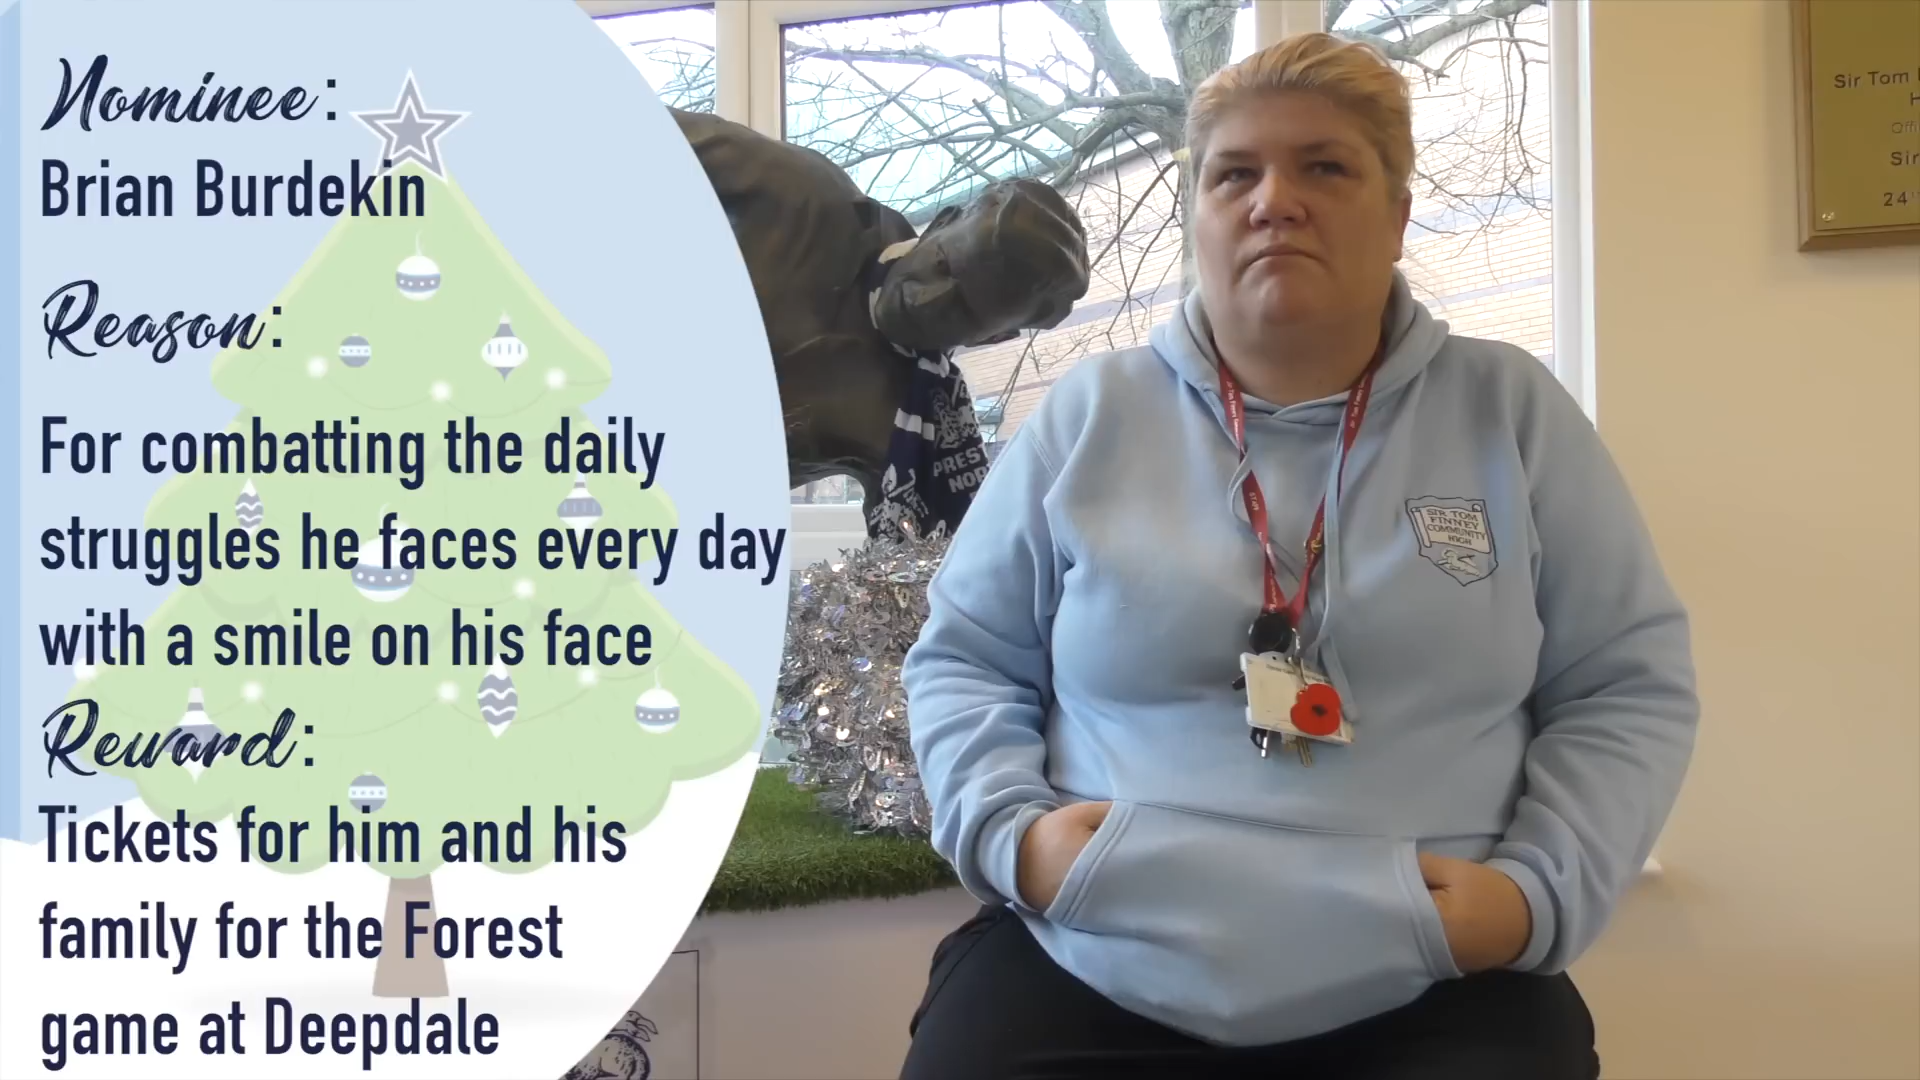 Nominee:
Brian Burdekin
Reason:
For combatting the daily
struggles he faces every day
with a smile on his face
Reward:
Tickets for him and his
family for the Forest
game at Deepdale
PREST
NOR
SIR TOM
FINNEY
COMMUNITY
HIGH
STAFF
Sir Tom
Sir
24